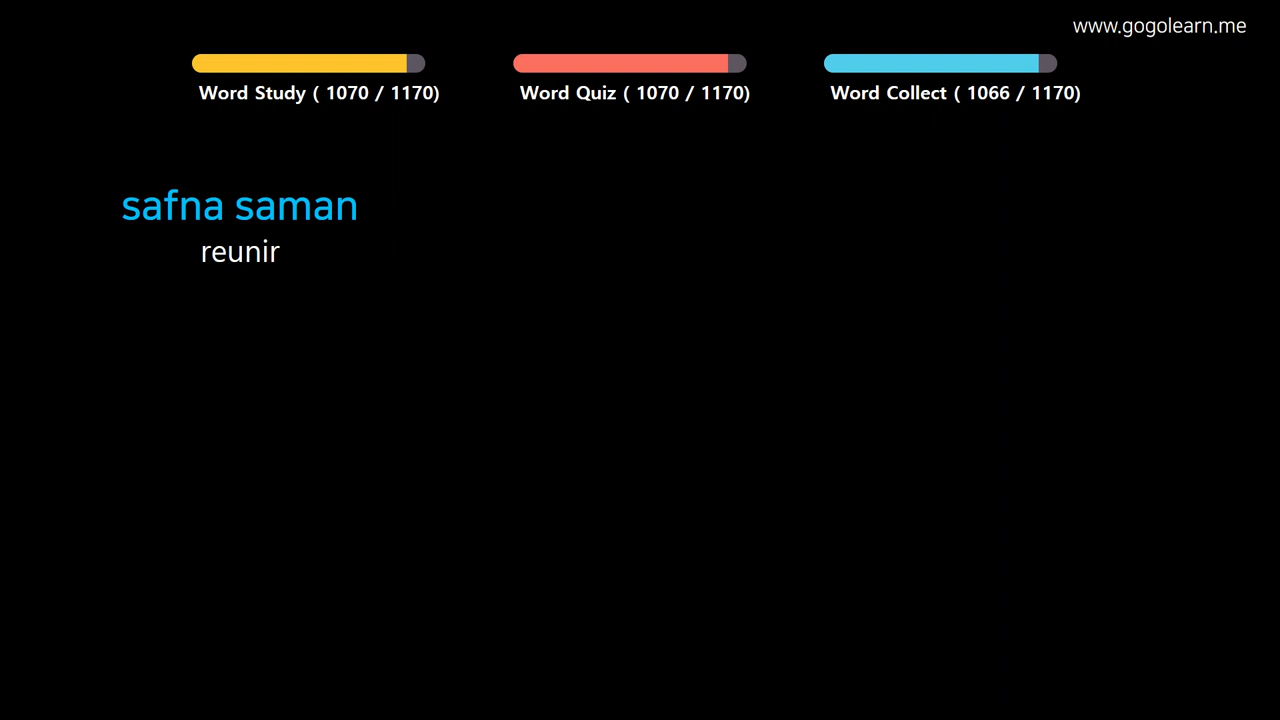 www.gogolearn.me
Word Study ( 1070 / 1170)
Word Quiz ( 1070 / 1170)
Word Collect ( 1066 / 1170)
safna saman
reunir